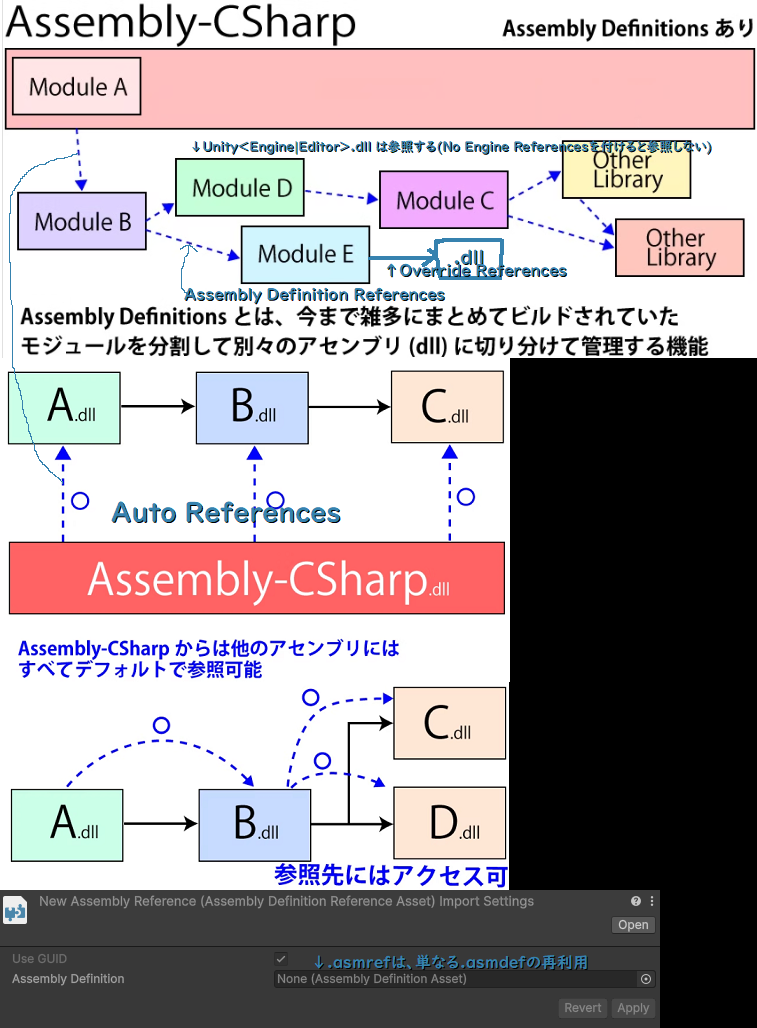 Assembly-CSharp
Assembly Definitions あり
Module A
↓Unity<Engine|Editor>.dll は参照する(No Engine Referencesを付けると参照しない)
Module B
Module D
Module C
Other
Library
Module E
.dll
Other
Library
↑Override References
Assembly Definition References
Assembly Definitions とは、今まで雑多にまとめてビルドされていた
モジュールを分割して別々のアセンブリ (dll) に切り分けて管理する機能
A.dll
B.dll
C.dll
Auto References
Assembly-CSharp.dll
Assembly-CSharp からは他のアセンブリには
すべてデフォルトで参照可能
C.dll
A.dll
B.dll
D.dll
参照先にはアクセス可
New Assembly Reference (Assembly Definition Reference Asset) Import Settings
Open
Use GUID
↓.asmrefは、単なる.asmdefの再利用
Assembly Definition
None (Assembly Definition Asset)
Revert
Apply